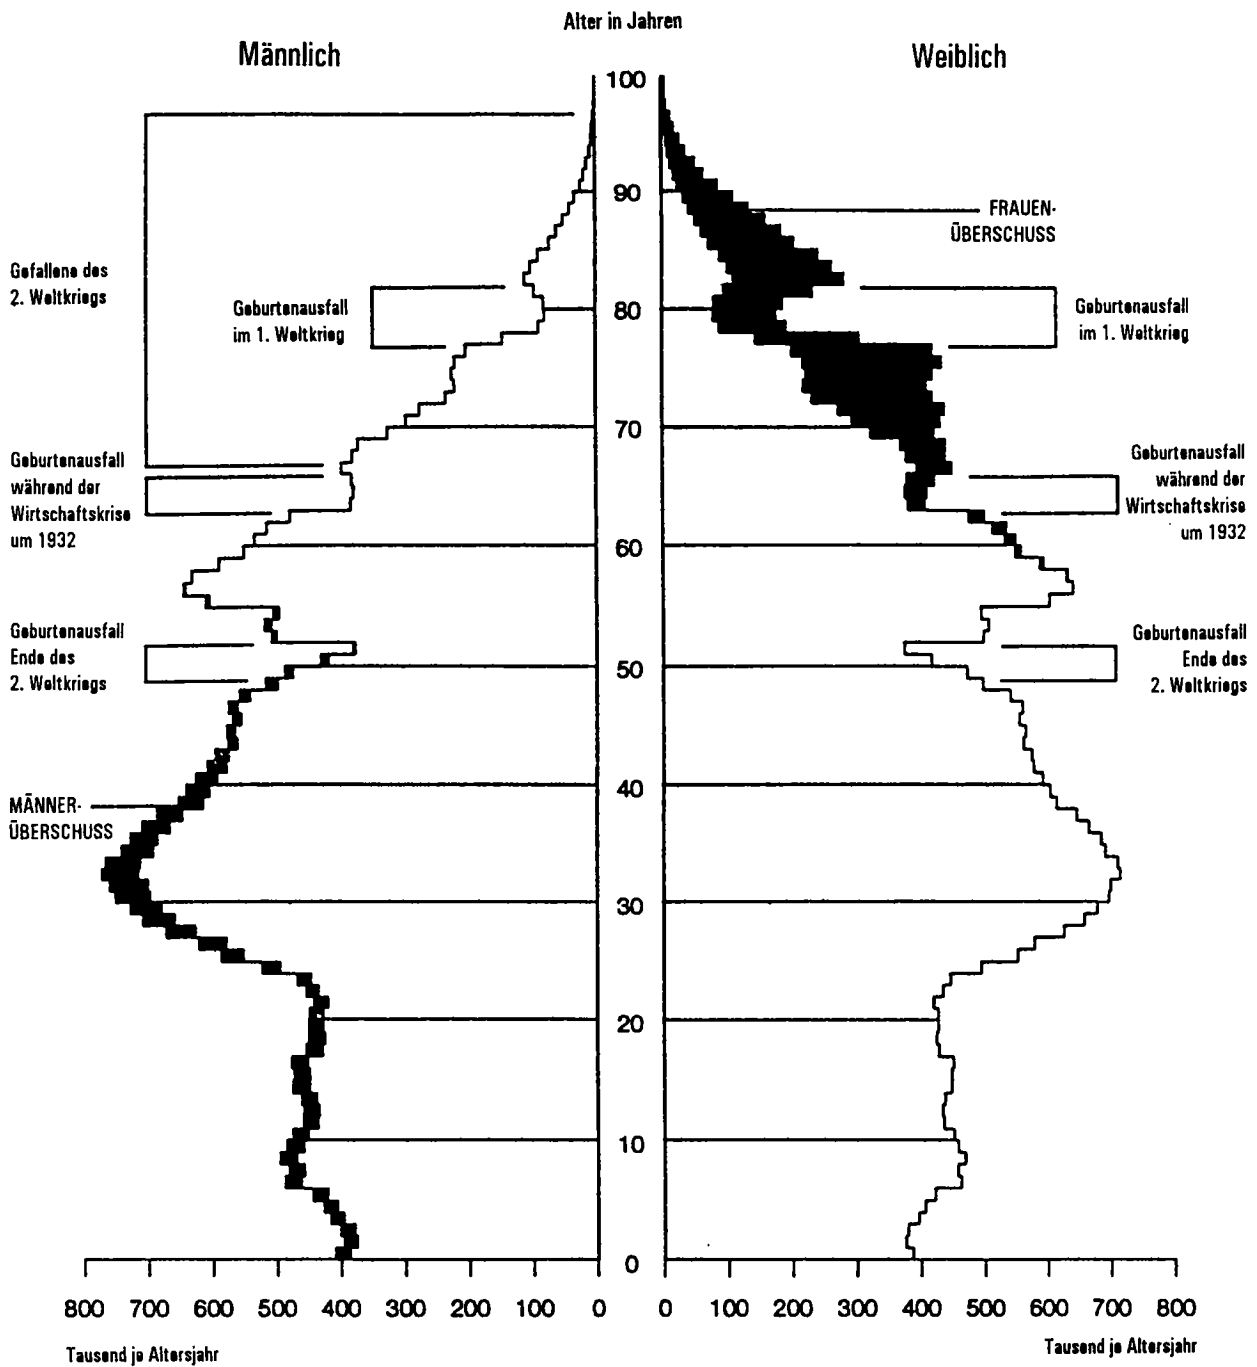 Alter in Jahren
Männlich
Weiblich
100
90
80
70
60
50
40
30
20
10
0
Gefallene des
2. Weltkriegs
Geburtenausfall
im 1. Weltkrieg
Geburtenausfall
während der
Wirtschaftskrise
um 1932
Geburtenausfall
Ende des
2. Weltkriegs
MÄNNER-
ÜBERSCHUSS
FRAUEN-
ÜBERSCHUSS
Geburtenausfall
im 1. Weltkrieg
Geburtenausfall
während der
Wirtschaftskrise
um 1932
Geburtenausfall
Ende des
2. Weltkriegs
800 700 600 500 400 300 200 100 0
0 100 200 300 400 500 600 700 800
Tausend je Altersjahr
Tausend je Altersjahr